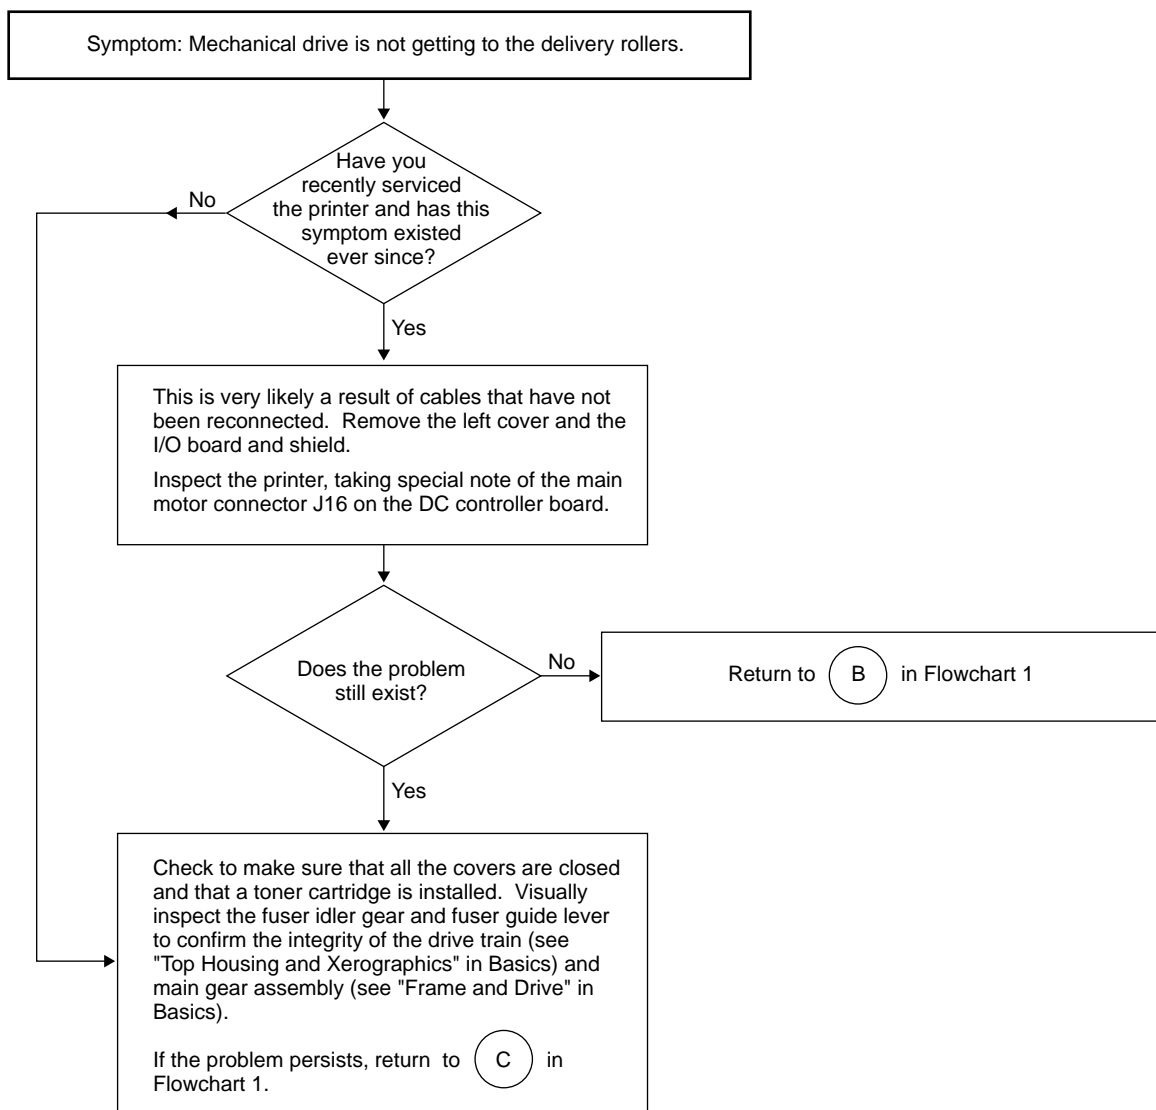 Symptom: Mechanical drive is not getting to the delivery rollers.
Have you
recently serviced
the printer and has this
symptom existed
ever since?
No
Yes
This is very likely a result of cables that have not
been reconnected. Remove the left cover and the
I/O board and shield.
Inspect the printer, taking special note of the main
motor connector J16 on the DC controller board.
Does the problem
still exist?
No
Return to B in Flowchart 1
Yes
Check to make sure that all the covers are closed
and that a toner cartridge is installed. Visually
inspect the fuser idler gear and fuser guide lever
to confirm the integrity of the drive train (see
"Top Housing and Xerographics" in Basics) and
main gear assembly (see "Frame and Drive" in
Basics).
If the problem persists, return to C in
Flowchart 1.